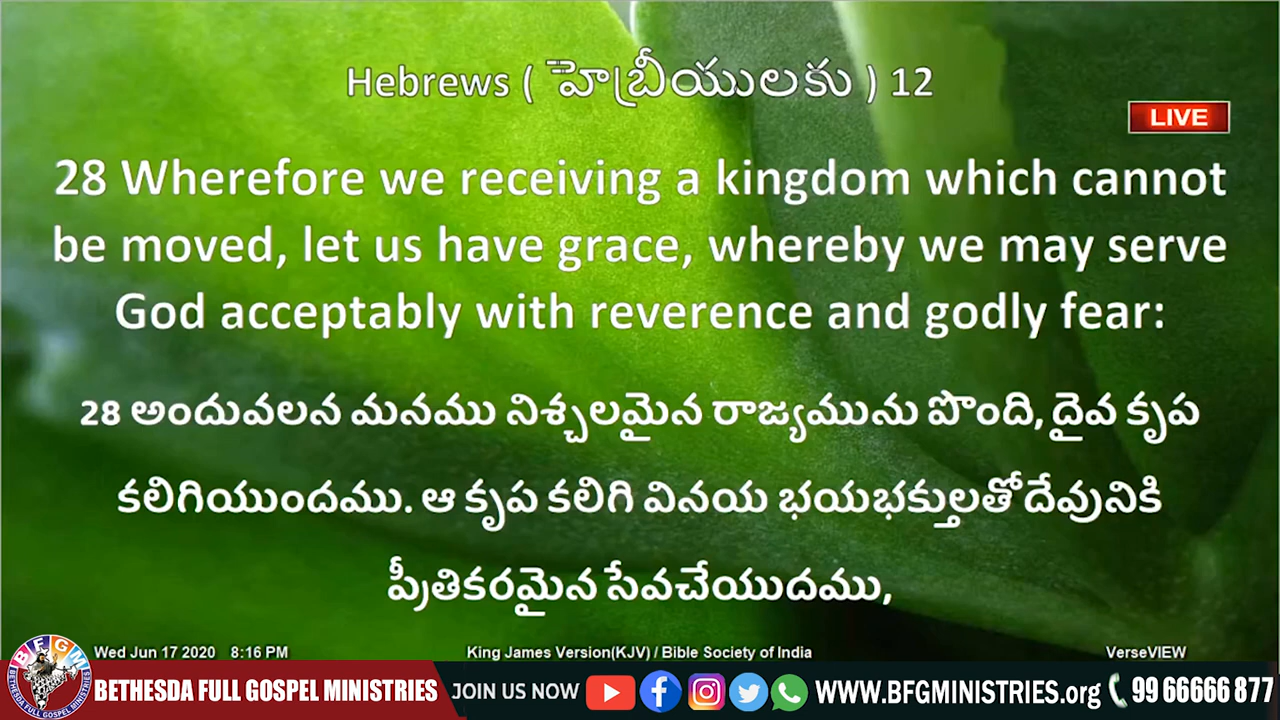 Hebrews ( హెబ్రీయులకు ) 12
LIVE
28 Wherefore we receiving a kingdom which cannot
be moved, let us have grace, whereby we may serve
God acceptably with reverence and godly fear:
28 అందువలన మనము నిశ్చలమైన రాజ్యమును పొంది, దైవ కృప
కలిగియుందము. ఆ కృప కలిగి వినయ భయభక్తులతో దేవునికి
ప్రీతికరమైన సేవచేయుదము,
Wed Jun 17 2020 8:16 PM King James Version(KJV) / Bible Society of India VerseVIEW
BFGM
BETHESDA FULL GOSPEL MINISTRIES
BETHESDA FULL GOSPEL MINISTRIES JOIN US NOW WWW.BFGMINISTRIES.org 99 66666 877